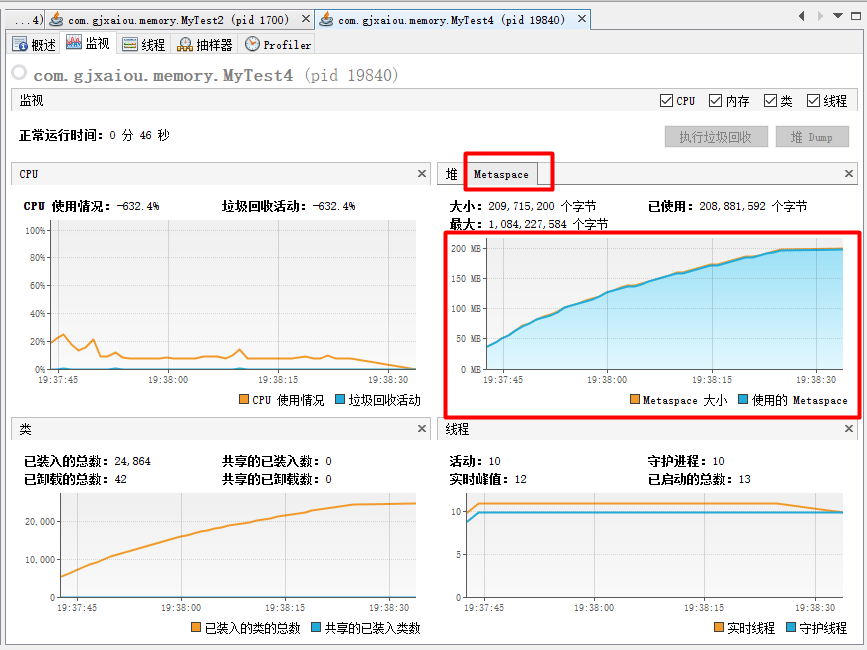 ...4) com.gjxaiou.memory.MyTest2 (pid 1700) com.gjxaiou.memory.MyTest4 (pid 19840)
概述 监视 线程 抽样器 Profiler
com.gjxaiou.memory.MyTest4 (pid 19840)
监视 CPU 内存 类 线程
正常运行时间: 0 分 46 秒 执行垃圾回收 堆 Dump
CPU
CPU 使用情况: -632.4% 垃圾回收活动: -632.4%
100%
80%
60%
40%
20%
0%
19:37:45 19:38:00 19:38:15 19:38:30
CPU 使用情况 垃圾回收活动
堆 Metaspace
大小: 209,715,200 个字节 已使用: 208,881,592 个字节
最大: 1,084,227,584 个字节
200 MB
150 MB
100 MB
50 MB
0 MB
19:37:45 19:38:00 19:38:15 19:38:30
Metaspace 大小 使用的 Metaspace
类
已装入的总数: 24,864 共享的已装入数: 0
已卸载的总数: 42 共享的已卸载数: 0
20,000
10,000
0
19:37:45 19:38:00 19:38:15 19:38:30
已装入的类的总数 共享的已装入类数
线程
活动: 10 守护进程: 10
实时峰值: 12 已启动的总数: 13
10
5
0
19:37:45 19:38:00 19:38:15 19:38:30
实时线程 守护线程